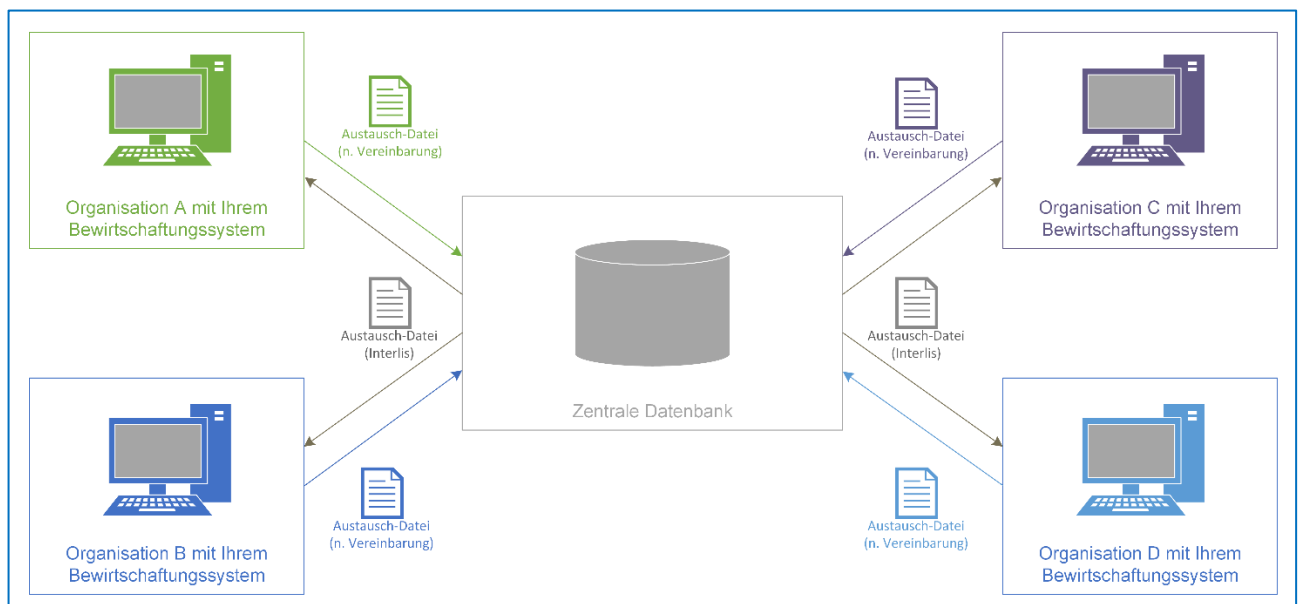 Austausch-Datei
(n. Vereinbarung)
Austausch-Datei
(n. Vereinbarung)
Organisation A mit Ihrem
Bewirtschaftungssystem
Organisation C mit Ihrem
Bewirtschaftungssystem
Austausch-Datei
(Interlis)
Austausch-Datei
(Interlis)
Zentrale Datenbank
Austausch-Datei
(n. Vereinbarung)
Austausch-Datei
(n. Vereinbarung)
Organisation B mit Ihrem
Bewirtschaftungssystem
Organisation D mit Ihrem
Bewirtschaftungssystem